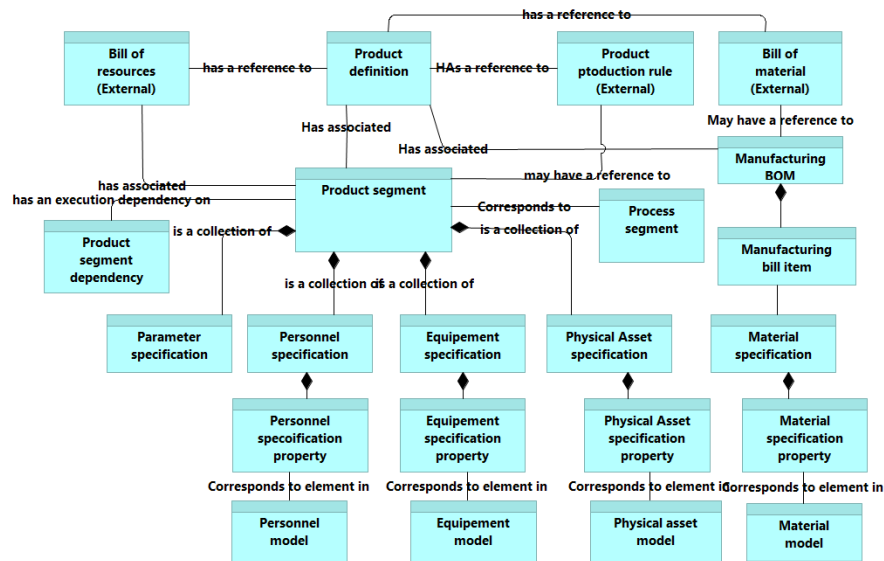 has a reference to
Bill of
resources
(External)
has a reference to
Product
definition
HAs a reference to
Product
ptoduction rule
(External)
Bill of
material
(External)
Has associated
May have a reference to
Has associated
Manufacturing
BOM
has associated
Product segment
may have a reference to
has an execution dependency on
Corresponds to
Process
segment
is a collection of
is a collection of
Product
segment
dependency
Manufacturing
bill item
is a collection of
is a collection of
Parameter
specification
Personnel
specification
Equipement
specification
Physical Asset
specification
Material
specification
Personnel
specoification
property
Equipement
specification
property
Physical Asset
specification
property
Material
specification
property
Corresponds to element in
Corresponds to element in
Corresponds to element in
Corresponds to element in
Personnel
model
Equipement
model
Physical asset
model
Material
model